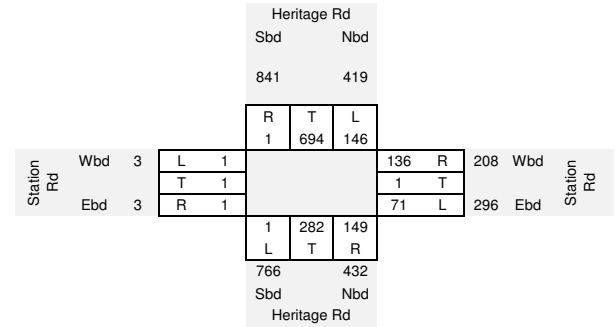 Heritage Rd
Sbd Nbd
841 419
R T L
1 694 146
Station Rd Wbd 3 L 1 136 R 208 Wbd Station Rd
T 1 1 T
Ebd 3 R 1 71 L 296 Ebd
1 282 149
L T R
766 432
Sbd Nbd
Heritage Rd